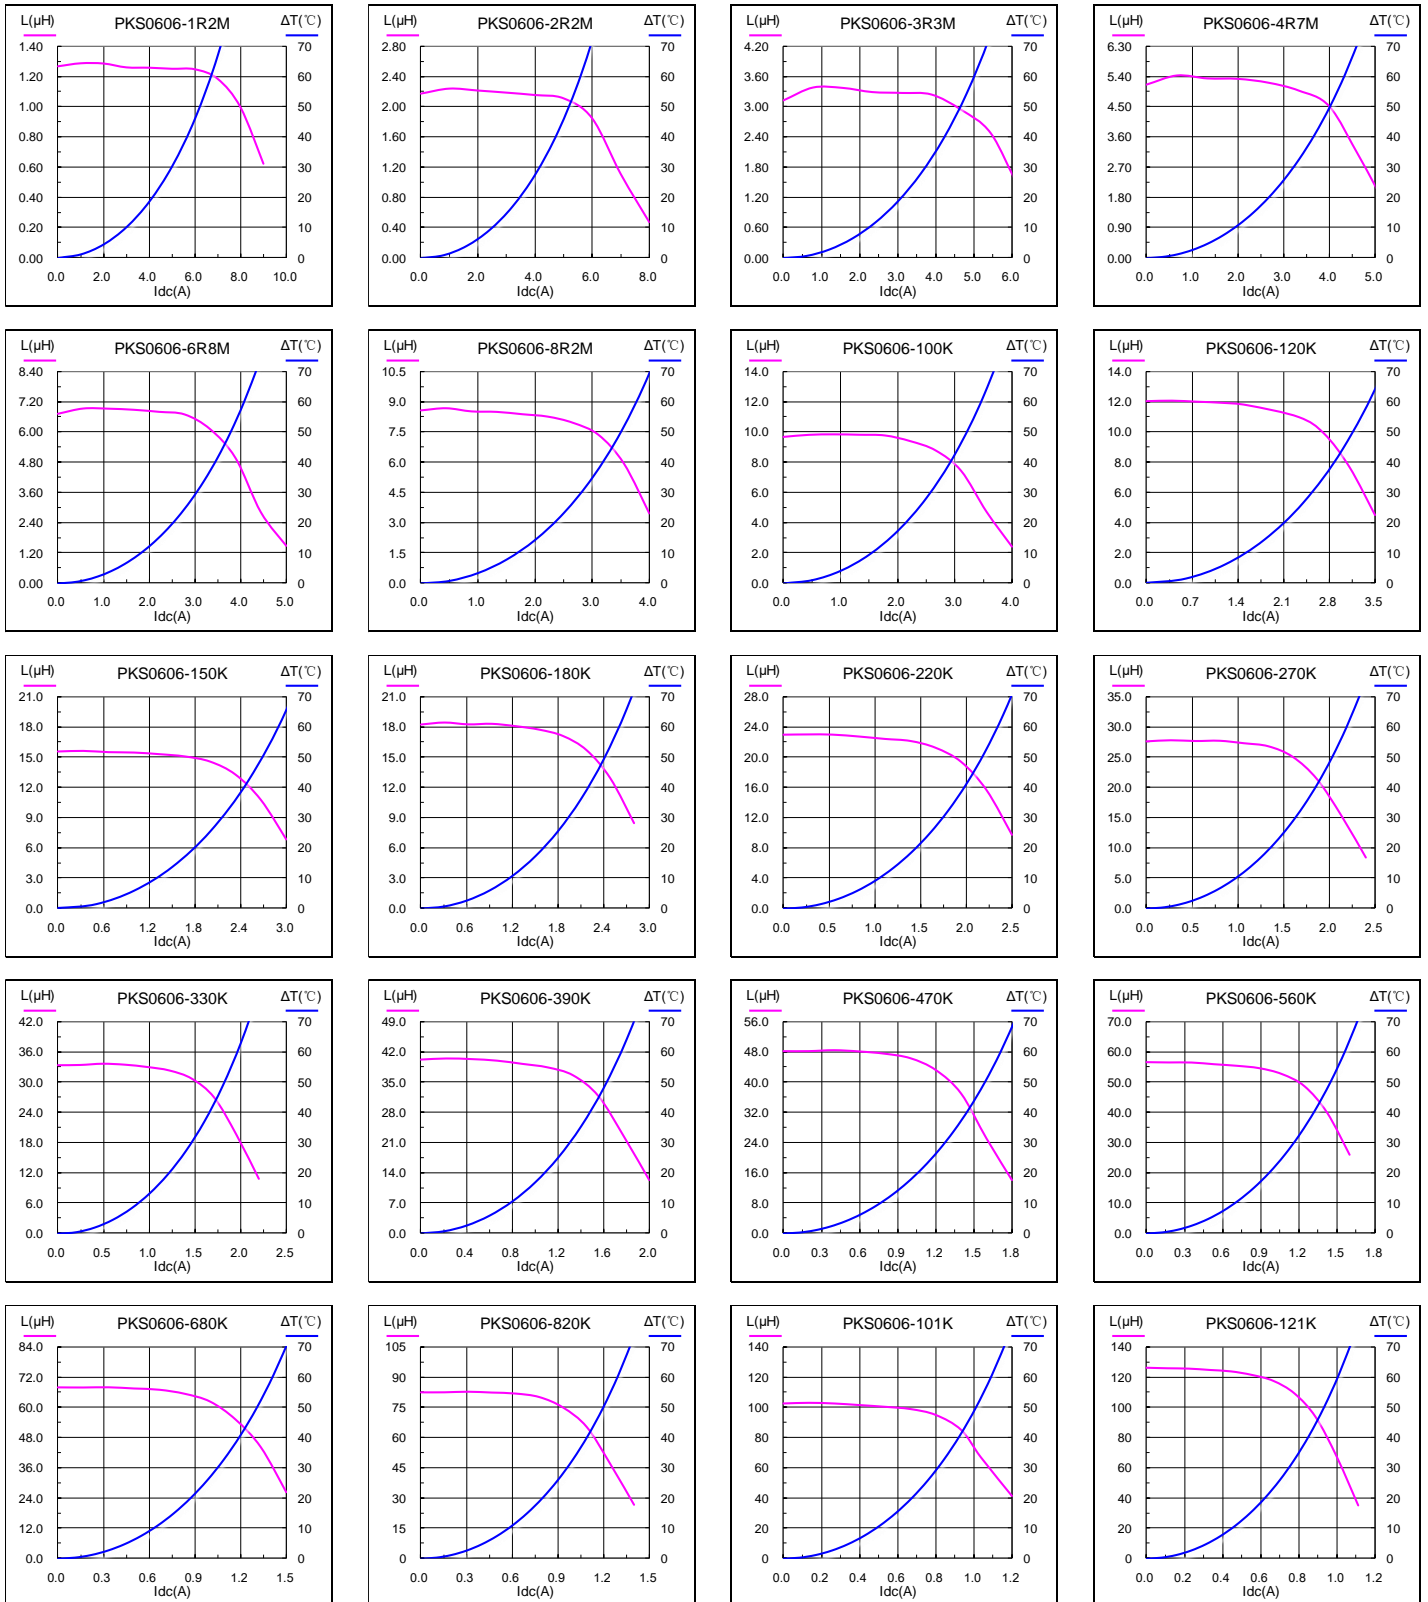 L(μH) PKS0606-1R2M ΔT(℃)
1.40 70
1.20 60
1.00 50
0.80 40
0.60 30
0.40 20
0.20 10
0.00 0
0.0 2.0 4.0 6.0 8.0 10.0
Idc(A)
L(μH) PKS0606-2R2M ΔT(℃)
2.80 70
2.40 60
2.00 50
1.60 40
1.20 30
0.80 20
0.40 10
0.00 0
0.0 2.0 4.0 6.0 8.0
Idc(A)
L(μH) PKS0606-3R3M ΔT(℃)
4.20 70
3.60 60
3.00 50
2.40 40
1.80 30
1.20 20
0.60 10
0.00 0
0.0 1.0 2.0 3.0 4.0 5.0 6.0
Idc(A)
L(μH) PKS0606-4R7M ΔT(℃)
6.30 70
5.40 60
4.50 50
3.60 40
2.70 30
1.80 20
0.90 10
0.00 0
0.0 1.0 2.0 3.0 4.0 5.0
Idc(A)
L(μH) PKS0606-6R8M ΔT(℃)
8.40 70
7.20 60
6.00 50
4.80 40
3.60 30
2.40 20
1.20 10
0.00 0
0.0 1.0 2.0 3.0 4.0 5.0
Idc(A)
L(μH) PKS0606-8R2M ΔT(℃)
10.5 70
9.0 60
7.5 50
6.0 40
4.5 30
3.0 20
1.5 10
0.0 0
0.0 1.0 2.0 3.0 4.0
Idc(A)
L(μH) PKS0606-100K ΔT(℃)
14.0 70
12.0 60
10.0 50
8.0 40
6.0 30
4.0 20
2.0 10
0.0 0
0.0 1.0 2.0 3.0 4.0
Idc(A)
L(μH) PKS0606-120K ΔT(℃)
14.0 70
12.0 60
10.0 50
8.0 40
6.0 30
4.0 20
2.0 10
0.0 0
0.0 0.7 1.4 2.1 2.8 3.5
Idc(A)
L(μH) PKS0606-150K ΔT(℃)
21.0 70
18.0 60
15.0 50
12.0 40
9.0 30
6.0 20
3.0 10
0.0 0
0.0 0.6 1.2 1.8 2.4 3.0
Idc(A)
L(μH) PKS0606-180K ΔT(℃)
21.0 70
18.0 60
15.0 50
12.0 40
9.0 30
6.0 20
3.0 10
0.0 0
0.0 0.6 1.2 1.8 2.4 3.0
Idc(A)
L(μH) PKS0606-220K ΔT(℃)
28.0 70
24.0 60
20.0 50
16.0 40
12.0 30
8.0 20
4.0 10
0.0 0
0.0 0.5 1.0 1.5 2.0 2.5
Idc(A)
L(μH) PKS0606-270K ΔT(℃)
35.0 70
30.0 60
25.0 50
20.0 40
15.0 30
10.0 20
5.0 10
0.0 0
0.0 0.5 1.0 1.5 2.0 2.5
Idc(A)
L(μH) PKS0606-330K ΔT(℃)
42.0 70
36.0 60
30.0 50
24.0 40
18.0 30
12.0 20
6.0 10
0.0 0
0.0 0.5 1.0 1.5 2.0 2.5
Idc(A)
L(μH) PKS0606-390K ΔT(℃)
49.0 70
42.0 60
35.0 50
28.0 40
21.0 30
14.0 20
7.0 10
0.0 0
0.0 0.4 0.8 1.2 1.6 2.0
Idc(A)
L(μH) PKS0606-470K ΔT(℃)
56.0 70
48.0 60
40.0 50
32.0 40
24.0 30
16.0 20
8.0 10
0.0 0
0.0 0.3 0.6 0.9 1.2 1.5 1.8
Idc(A)
L(μH) PKS0606-560K ΔT(℃)
70.0 70
60.0 60
50.0 50
40.0 40
30.0 30
20.0 20
10.0 10
0.0 0
0.0 0.3 0.6 0.9 1.2 1.5 1.8
Idc(A)
L(μH) PKS0606-680K ΔT(℃)
84.0 70
72.0 60
60.0 50
48.0 40
36.0 30
24.0 20
12.0 10
0.0 0
0.0 0.3 0.6 0.9 1.2 1.5
Idc(A)
L(μH) PKS0606-820K ΔT(℃)
105 70
90 60
75 50
60 40
45 30
30 20
15 10
0 0
0.0 0.3 0.6 0.9 1.2 1.5
Idc(A)
L(μH) PKS0606-101K ΔT(℃)
140 70
120 60
100 50
80 40
60 30
40 20
20 10
0 0
0.0 0.2 0.4 0.6 0.8 1.0 1.2
Idc(A)
L(μH) PKS0606-121K ΔT(℃)
140 70
120 60
100 50
80 40
60 30
40 20
20 10
0 0
0.0 0.2 0.4 0.6 0.8 1.0 1.2
Idc(A)